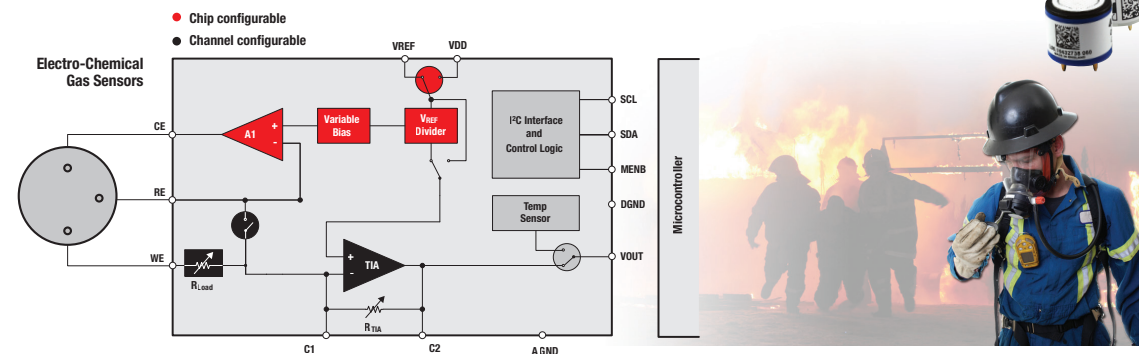 Chip configurable
Channel configurable
Electro-Chemical
Gas Sensors
VREF
VDD
CE
A1
+
-
Variable
Bias
VREF
Divider
I²C Interface
and
Control Logic
SCL
SDA
MENB
RE
Temp
Sensor
DGND
Microcontroller
WE
RLoad
+
-
TIA
VOUT
RTIA
C1
C2
AGND